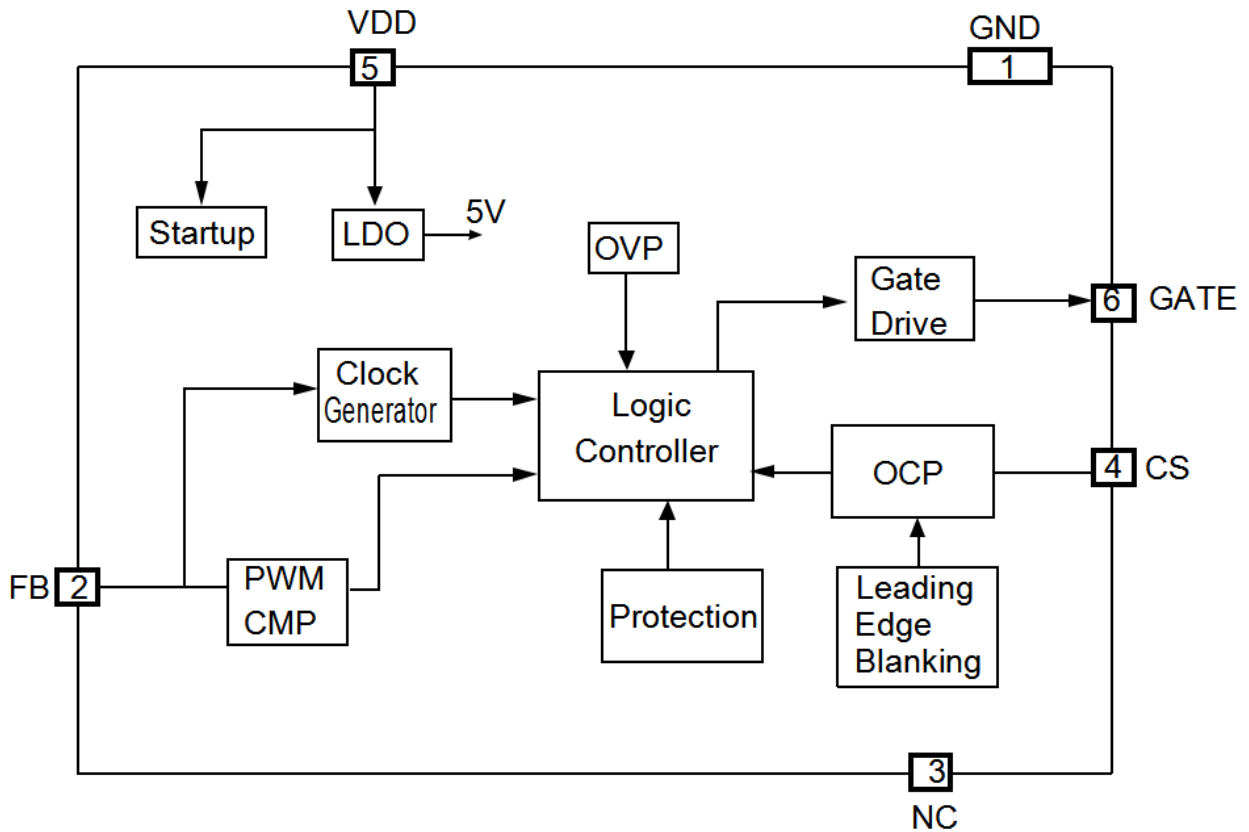 VDD
GND
5
1
Startup
LDO
5V
OVP
Gate
Drive
6
GATE
Clock
Generator
Logic
Controller
OCP
4
CS
FB
2
PWM
CMP
Protection
Leading
Edge
Blanking
3
NC